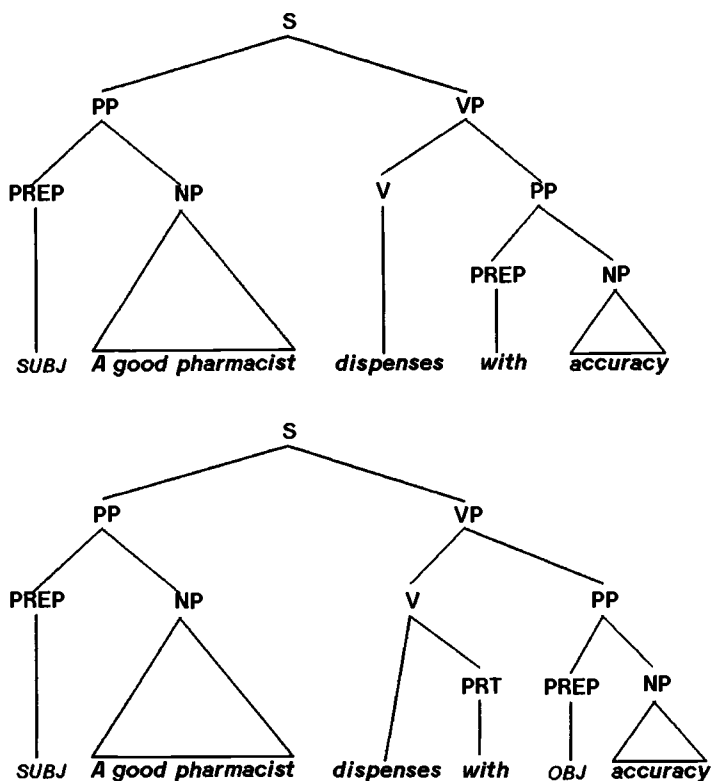 S
PP VP
PREP NP V PP
PREP NP
SUBJ A good pharmacist dispenses with accuracy
S
PP VP
PREP NP V PP
PRT PREP NP
SUBJ A good pharmacist dispenses with OBJ accuracy